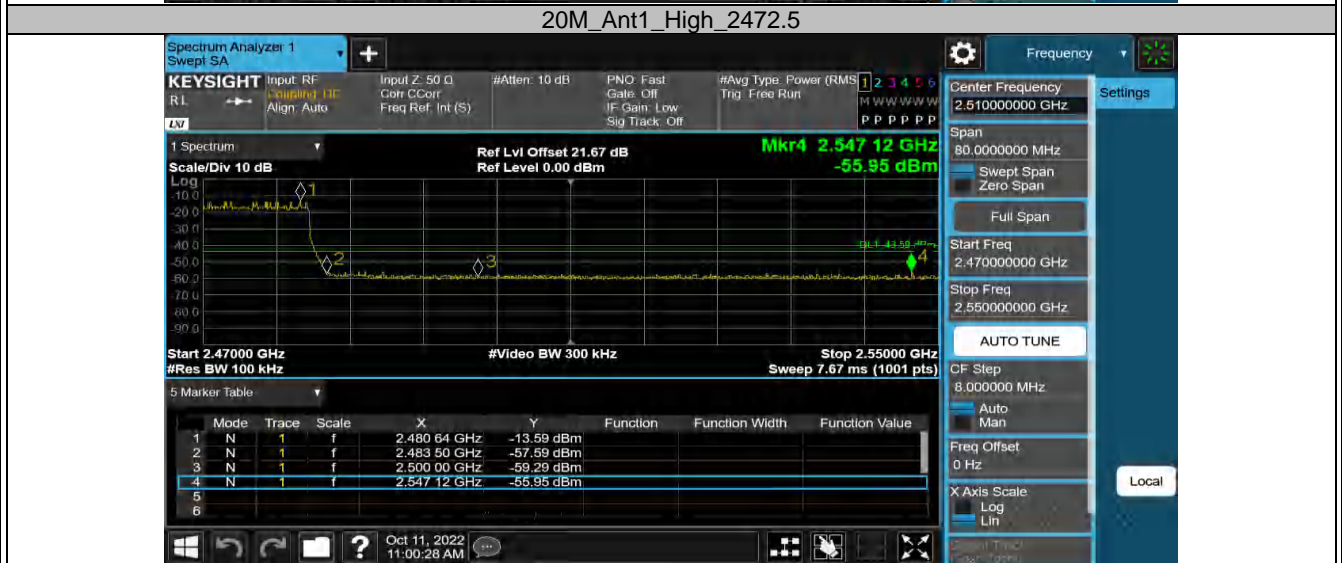 20M_Ant1_High_2472.5
Spectrum Analyzer 1
Swept SA
Frequency
KEYSIGHT
RL
LXI
Input: RF
Align: Auto
Input Z: 50 Ω
Corr CCorr
Freq Ref: Int (S)
#Atten: 10 dB
PNO: Fast
Gate: Off
IF Gain: Low
Sig Track: Off
#Avg Type: Power (RMS
Trig: Free Run
1 2 3 4 5 6
M W W W W W
P P P P P P
1 Spectrum
Scale/Div 10 dB
Ref Lvl Offset 21.67 dB
Ref Level 0.00 dBm
Mkr4 2.547 12 GHz
-55.95 dBm
Log
-10.0
-20.0
-30.0
-40.0
-50.0
-60.0
-70.0
-80.0
-90.0
1
2
3
4
DL1 -43.59 dBm
Start 2.47000 GHz
#Res BW 100 kHz
#Video BW 300 kHz
Stop 2.55000 GHz
Sweep 7.67 ms (1001 pts)
5 Marker Table
Mode Trace Scale X Y Function Function Width Function Value
1 N 1 f 2.480 64 GHz -13.59 dBm
2 N 1 f 2.483 50 GHz -57.59 dBm
3 N 1 f 2.500 00 GHz -59.29 dBm
4 N 1 f 2.547 12 GHz -55.95 dBm
5
6
Oct 11, 2022
11:00:28 AM
Center Frequency
2.510000000 GHz
Settings
Span
80.0000000 MHz
Swept Span
Zero Span
Full Span
Start Freq
2.470000000 GHz
Stop Freq
2.550000000 GHz
AUTO TUNE
CF Step
8.000000 MHz
Auto
Man
Freq Offset
0 Hz
X Axis Scale
Log
Lin
Local